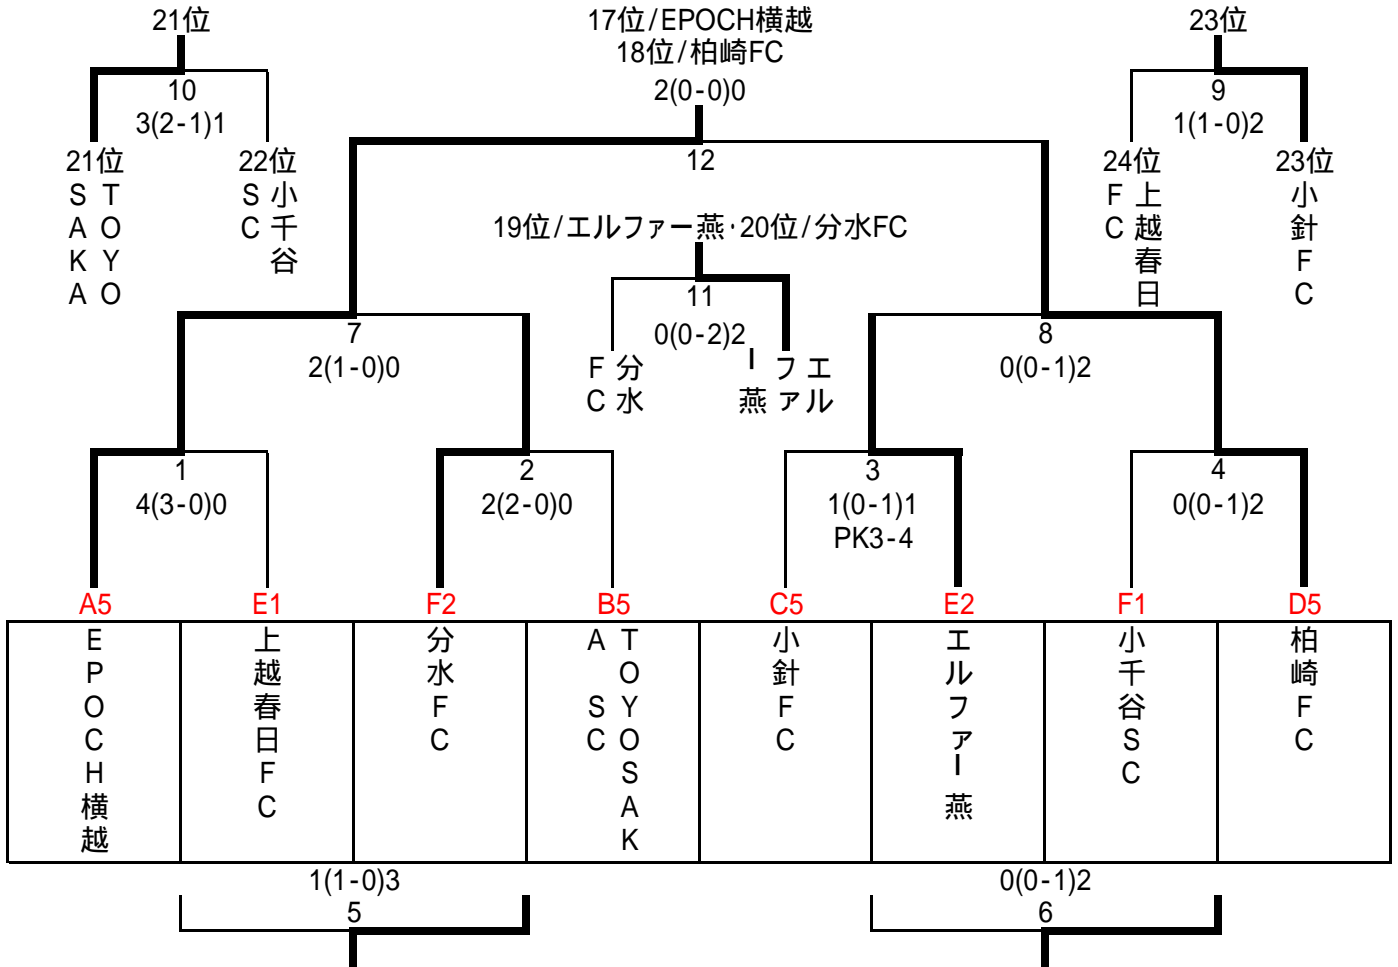 21位
17位/EPOCH横越
23位
18位/柏崎FC
10
2(0-0)0
9
3(2-1)1
1(1-0)2
21位
TOYO
SAKA
22位
小千谷
SC
12
24位
上越春日
FC
23位
小針FC
19位/エルファー燕・20位/分水FC
11
0(0-2)2
分水
FC
エル
ファ
ー燕
7
2(1-0)0
8
0(0-1)2
1
4(3-0)0
2
2(2-0)0
3
1(0-1)1
PK3-4
4
0(0-1)2
A5
E1
F2
B5
C5
E2
F1
D5
EPOCH横越
上越春日FC
分水FC
TOYOSAK
A SC
小針FC
エルファー燕
小千谷SC
柏崎FC
1(1-0)3
5
0(0-1)2
6